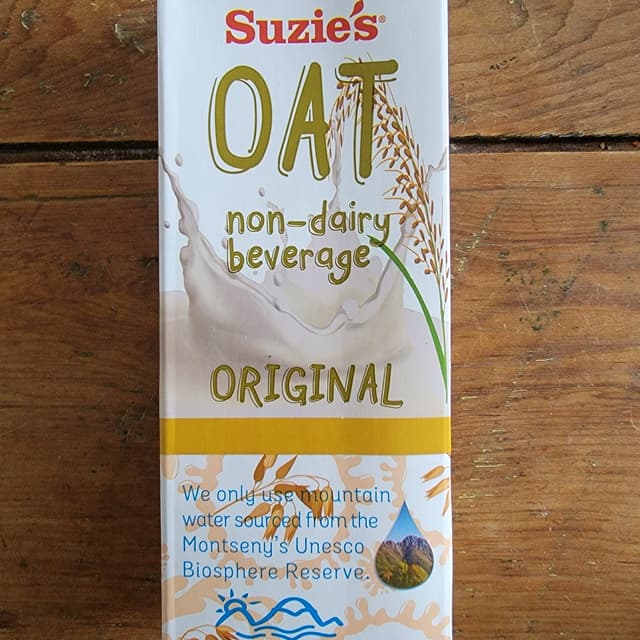 Suzie's®
OAT
non-dairy
beverage
ORIGINAL
We only use mountain
water sourced from the
Montseny's Unesco
Biosphere Reserve.